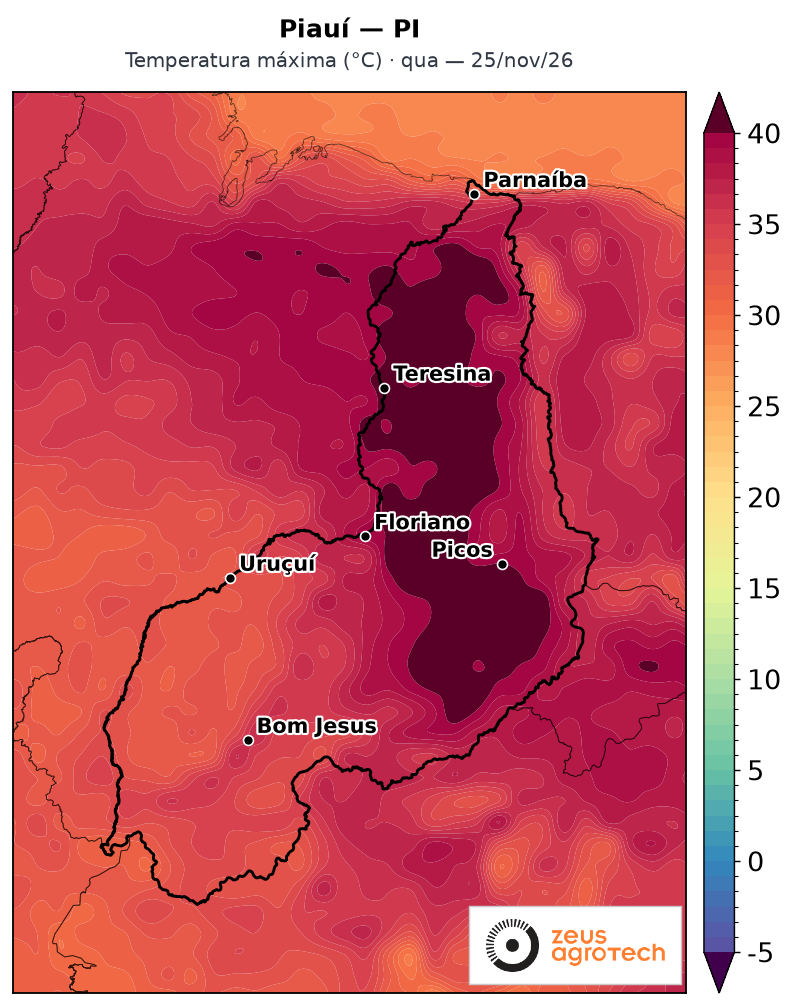 Piauí — PI
Temperatura máxima (°C) · qua — 25/nov/26
Parnaíba
Teresina
Floriano
Picos
Uruçuí
Bom Jesus
40
35
30
25
20
15
10
5
0
-5
zeus
agrotech